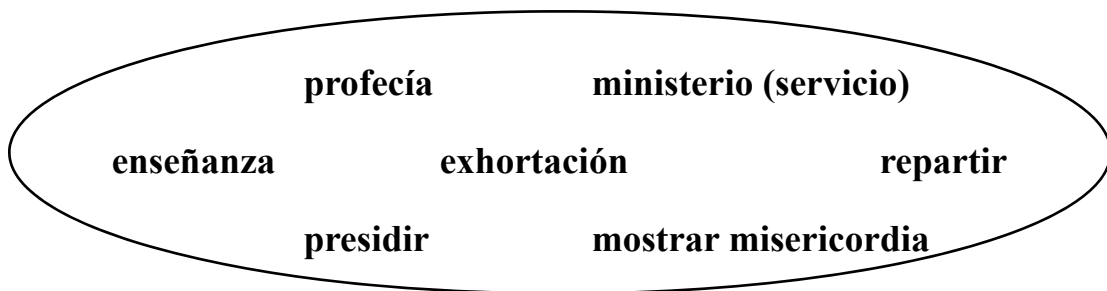 profecía ministerio (servicio)
enseñanza exhortación repartir
presidir mostrar misericordia